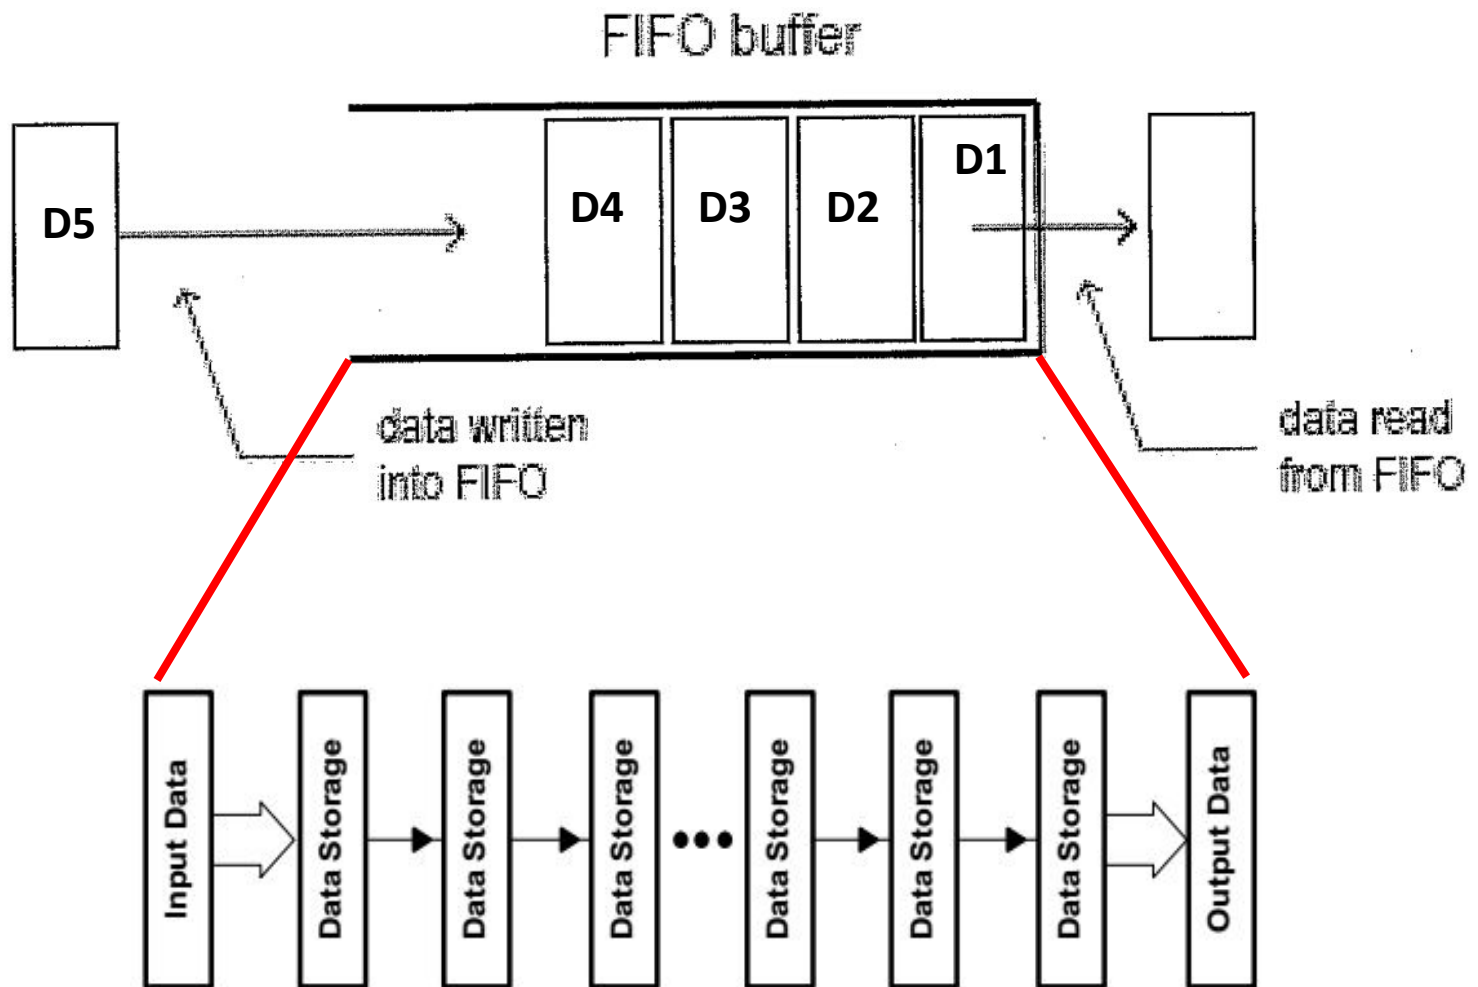 FIFO buffer
D5
D4
D3
D2
D1
data written
into FIFO
data read
from FIFO
Input Data
Data Storage
Data Storage
Data Storage
Data Storage
Data Storage
Data Storage
Output Data